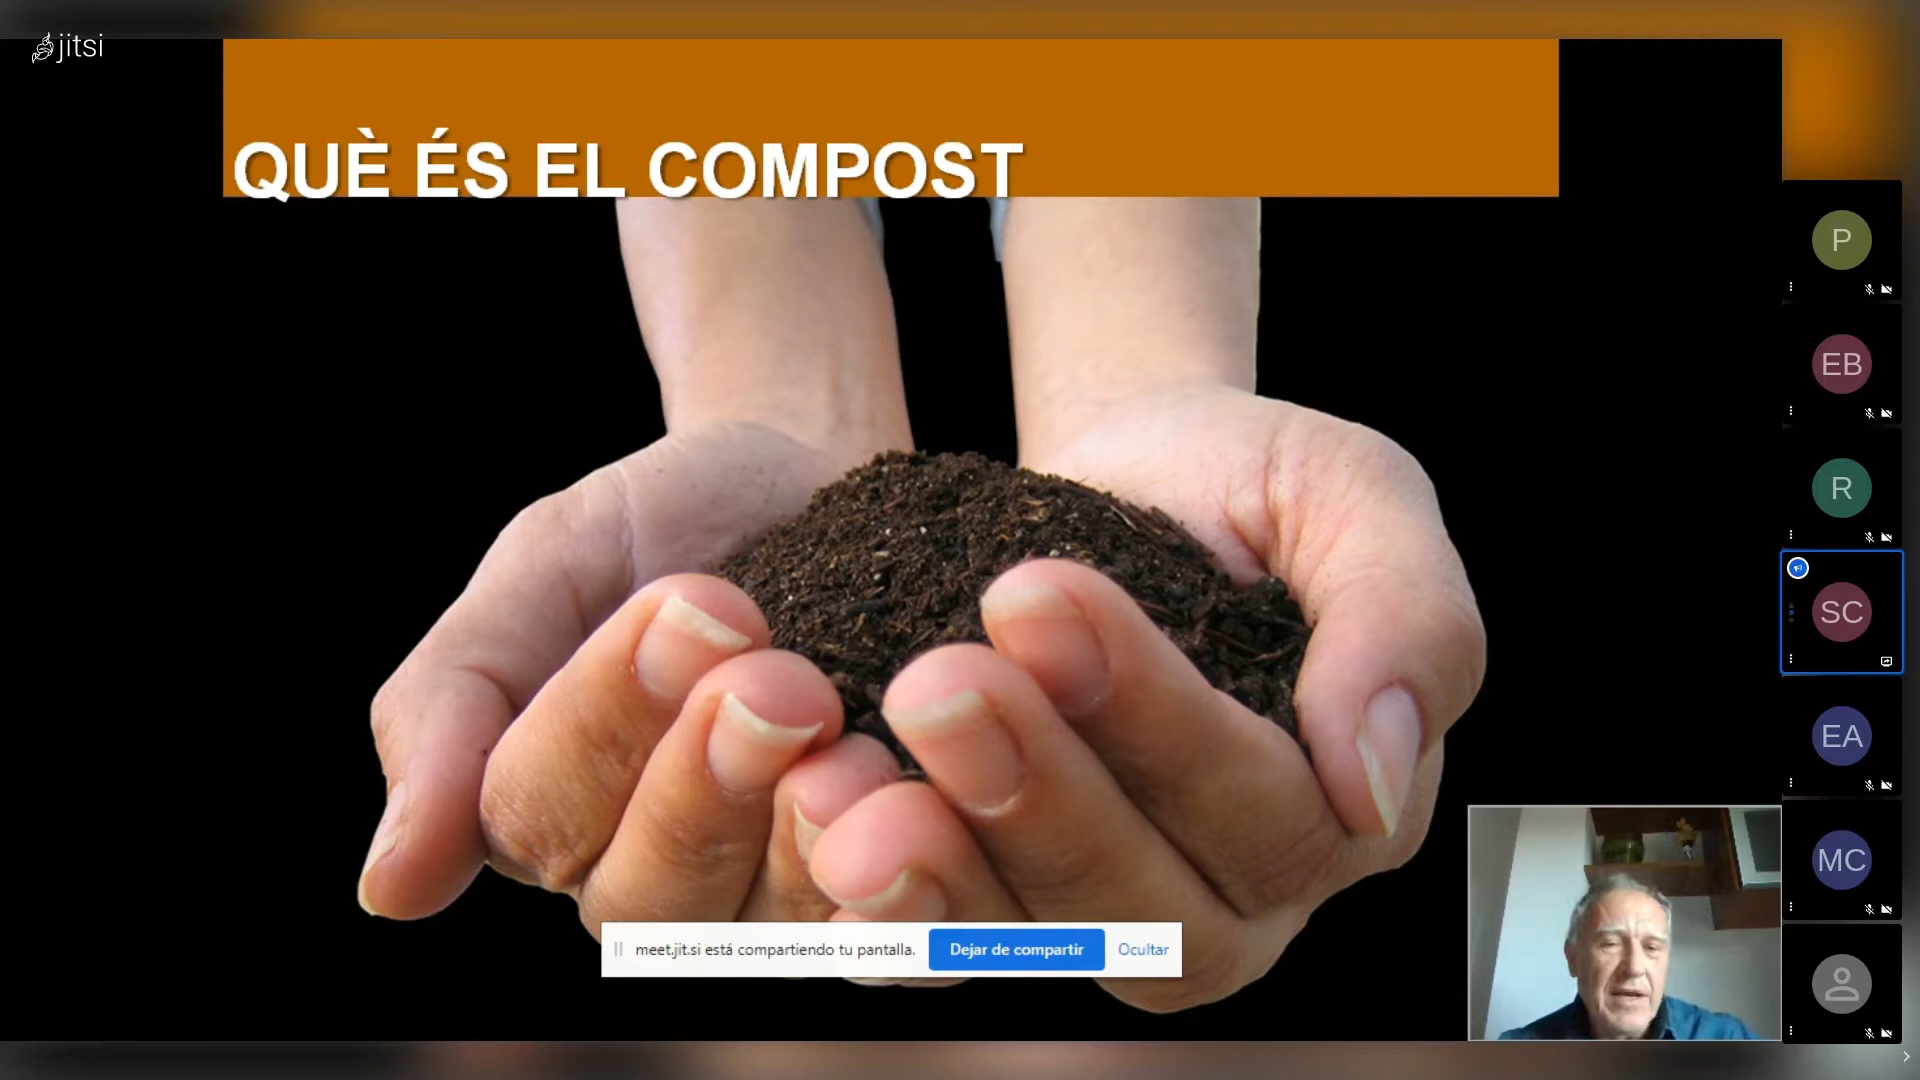 jitsi
QUÈ ÉS EL COMPOST
P
EB
R
SC
EA
MC
meet.jit.si está compartiendo tu pantalla.
Dejar de compartir
Ocultar